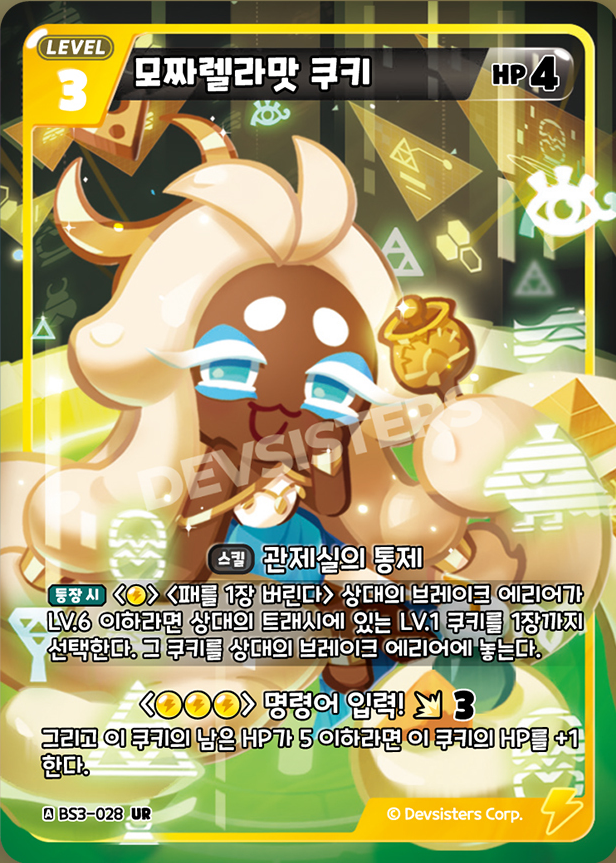 LEVEL
3
모짜렐라맛 쿠키
HP 4
DEVSISTERS
스킬 관제실의 통제
등장 시 < > <패를 1장 버린다> 상대의 브레이크 에리어가
LV.6 이하라면 상대의 트래시에 있는 LV.1 쿠키를 1장까지
선택한다. 그 쿠키를 상대의 브레이크 에리어에 놓는다.
< > 명령어 입력! 3
그리고 이 쿠키의 남은 HP가 5 이하라면 이 쿠키의 HP를 +1
한다.
A BS3-028 UR
© Devsisters Corp.